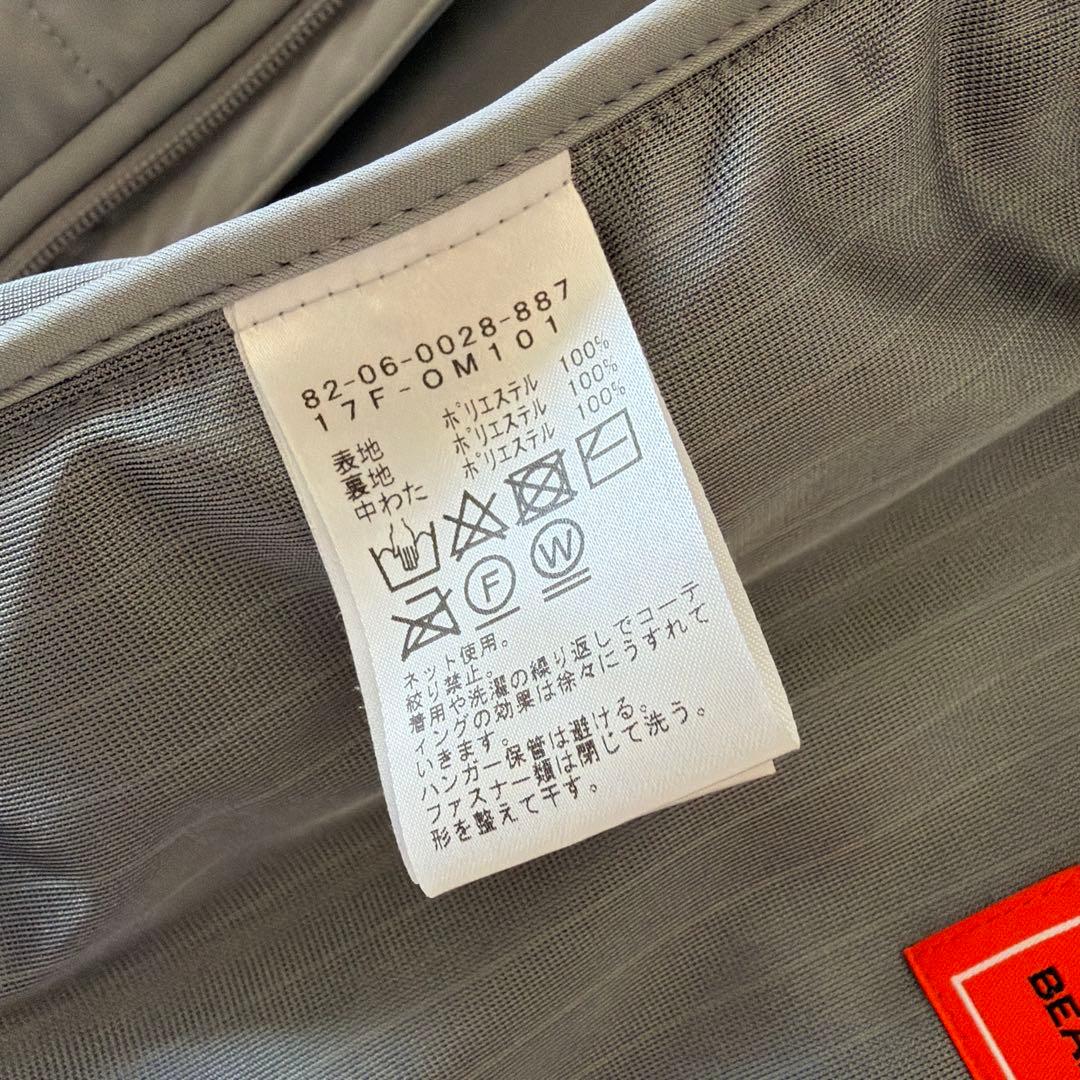 82-06-0028-887
17F-OM101
表地 ポリエステル 100%
裏地 ポリエステル 100%
中わた ポリエステル 100%
F W
ネット使用。
絞り禁止。
着用や洗濯の繰り返しでコーテ
ィングの効果は徐々にうすれて
いきます。
ハンガー保管は避ける。
ファスナー類は閉じて洗う。
形を整えて干す。
BEA